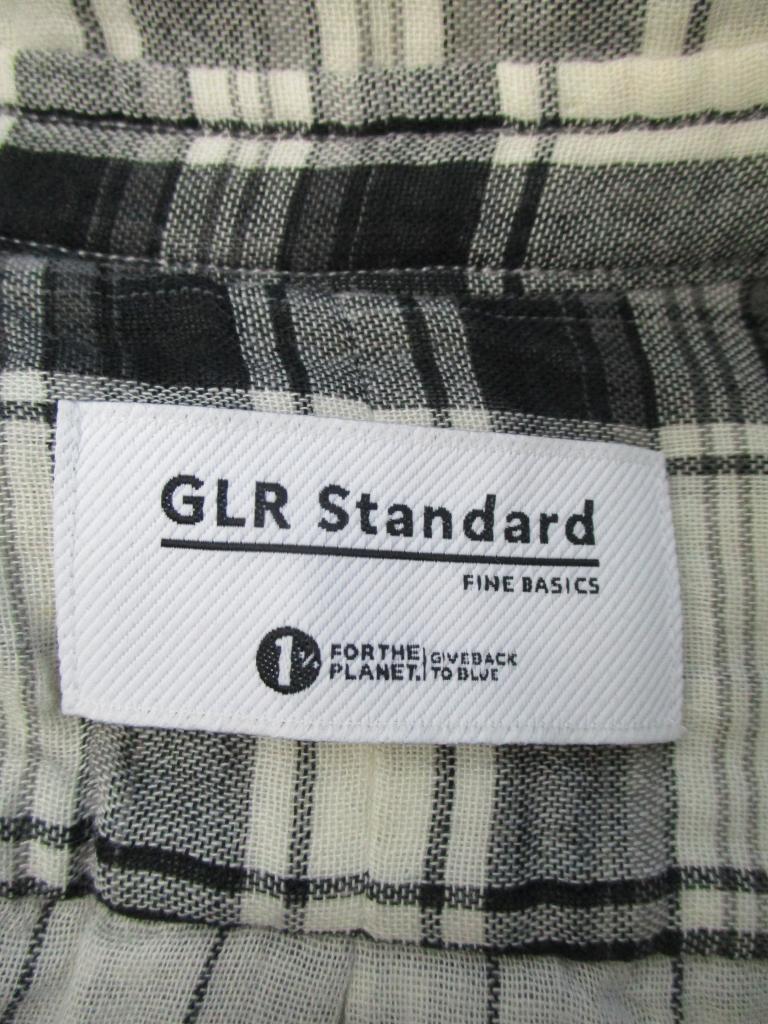 GLR Standard
FINE BASICS
1% FOR THE PLANET. GIVE BACK TO BLUE